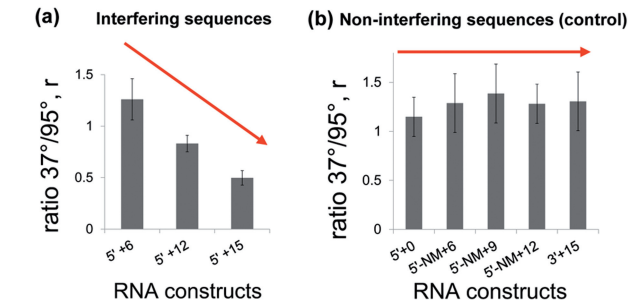 (a) Interfering sequences
ratio 37°/95°, r
1.5
1
0.5
0
5' +6
5' +12
5' +15
RNA constructs
(b) Non-interfering sequences (control)
ratio 37°/95°, r
1.5
1
0.5
0
5'+0
5'-NM+6
5'-NM+9
5'-NM+12
3'+15
RNA constructs